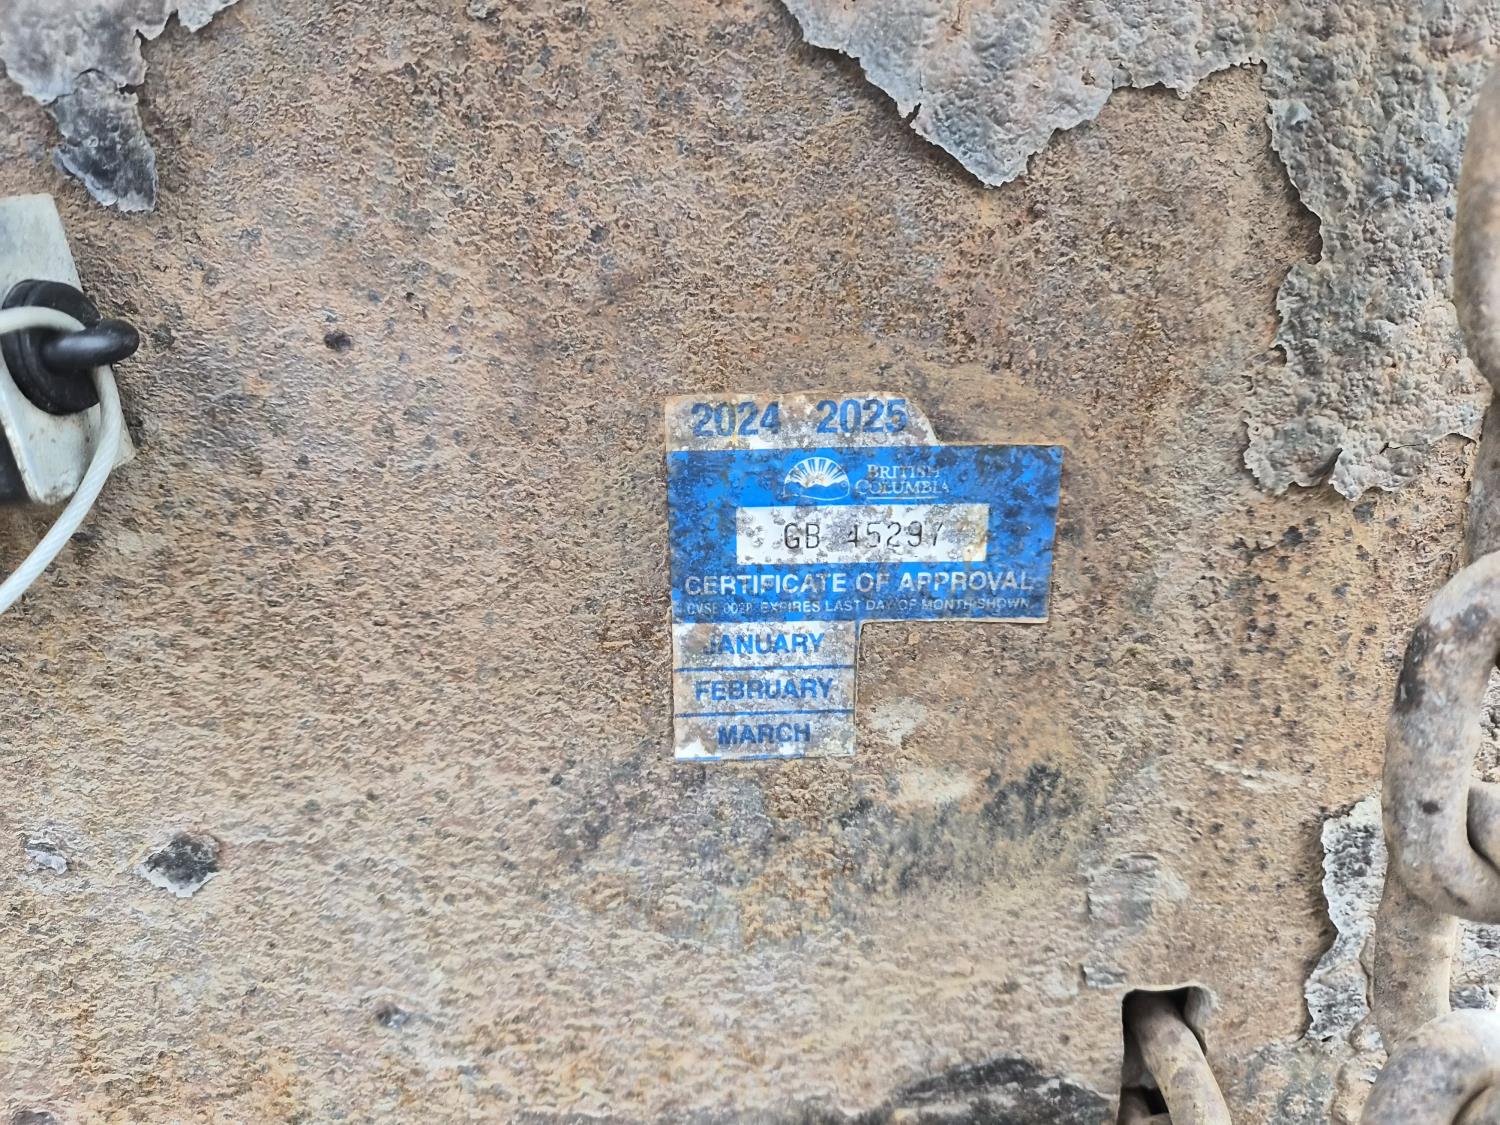 2024 2025
BRITISH
COLUMBIA
GB 45297
CERTIFICATE OF APPROVAL
EXPIRES LAST DAY OF MONTH SHOWN
JANUARY
FEBRUARY
MARCH